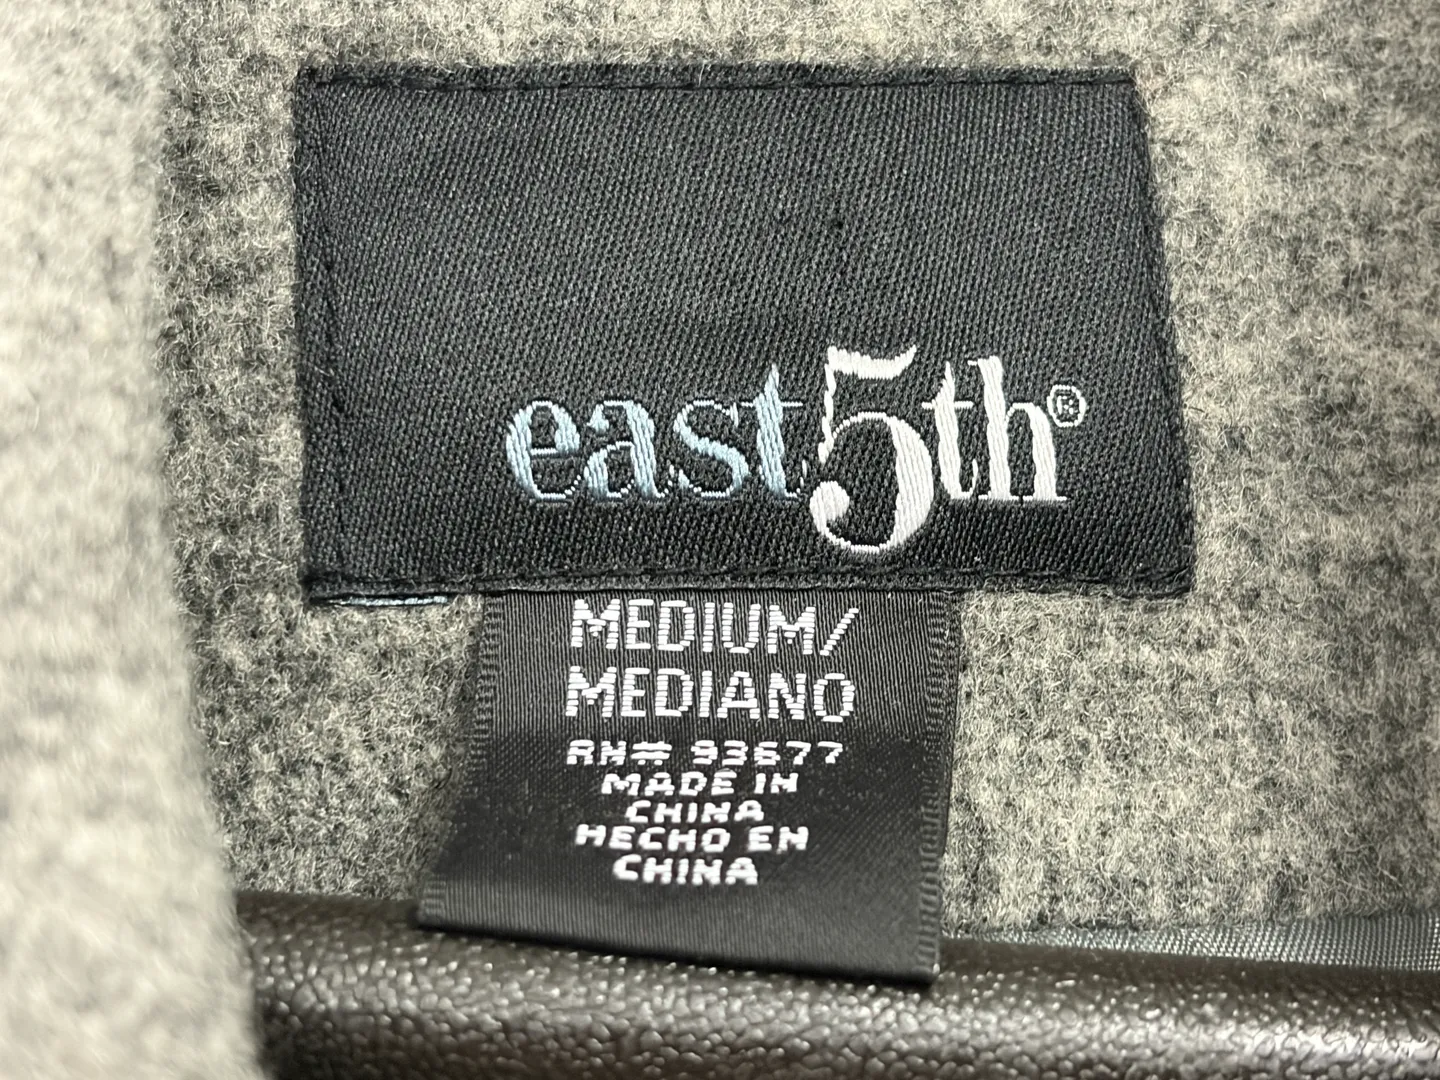 east5th®
MEDIUM/
MEDIANO
RN# 93677
MADE IN
CHINA
HECHO EN
CHINA